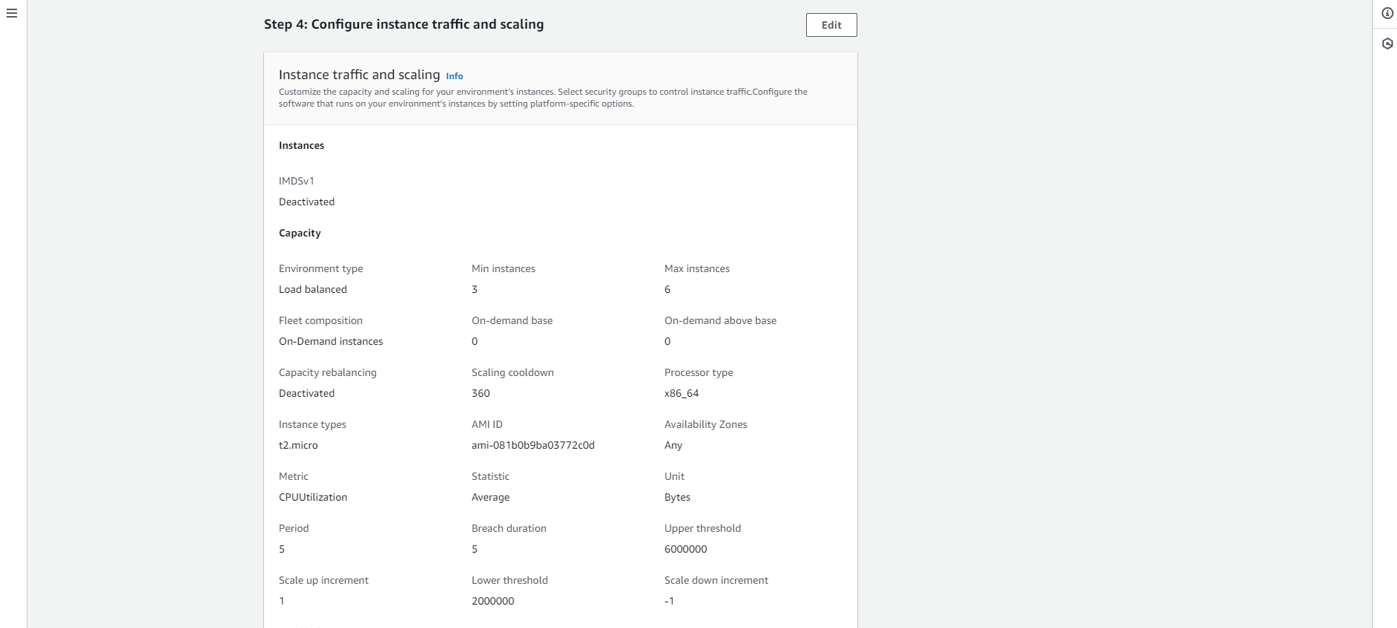 Step 4: Configure instance traffic and scaling
Edit
Instance traffic and scaling Info
Customize the capacity and scaling for your environment's instances. Select security groups to control instance traffic.Configure the
software that runs on your environment's instances by setting platform-specific options.
Instances
IMDSv1
Deactivated
Capacity
Environment type Min instances Max instances
Load balanced 3 6
Fleet composition On-demand base On-demand above base
On-Demand instances 0 0
Capacity rebalancing Scaling cooldown Processor type
Deactivated 360 x86_64
Instance types AMI ID Availability Zones
t2.micro ami-081b0b9ba03772c0d Any
Metric Statistic Unit
CPUUtilization Average Bytes
Period Breach duration Upper threshold
5 5 6000000
Scale up increment Lower threshold Scale down increment
1 2000000 -1